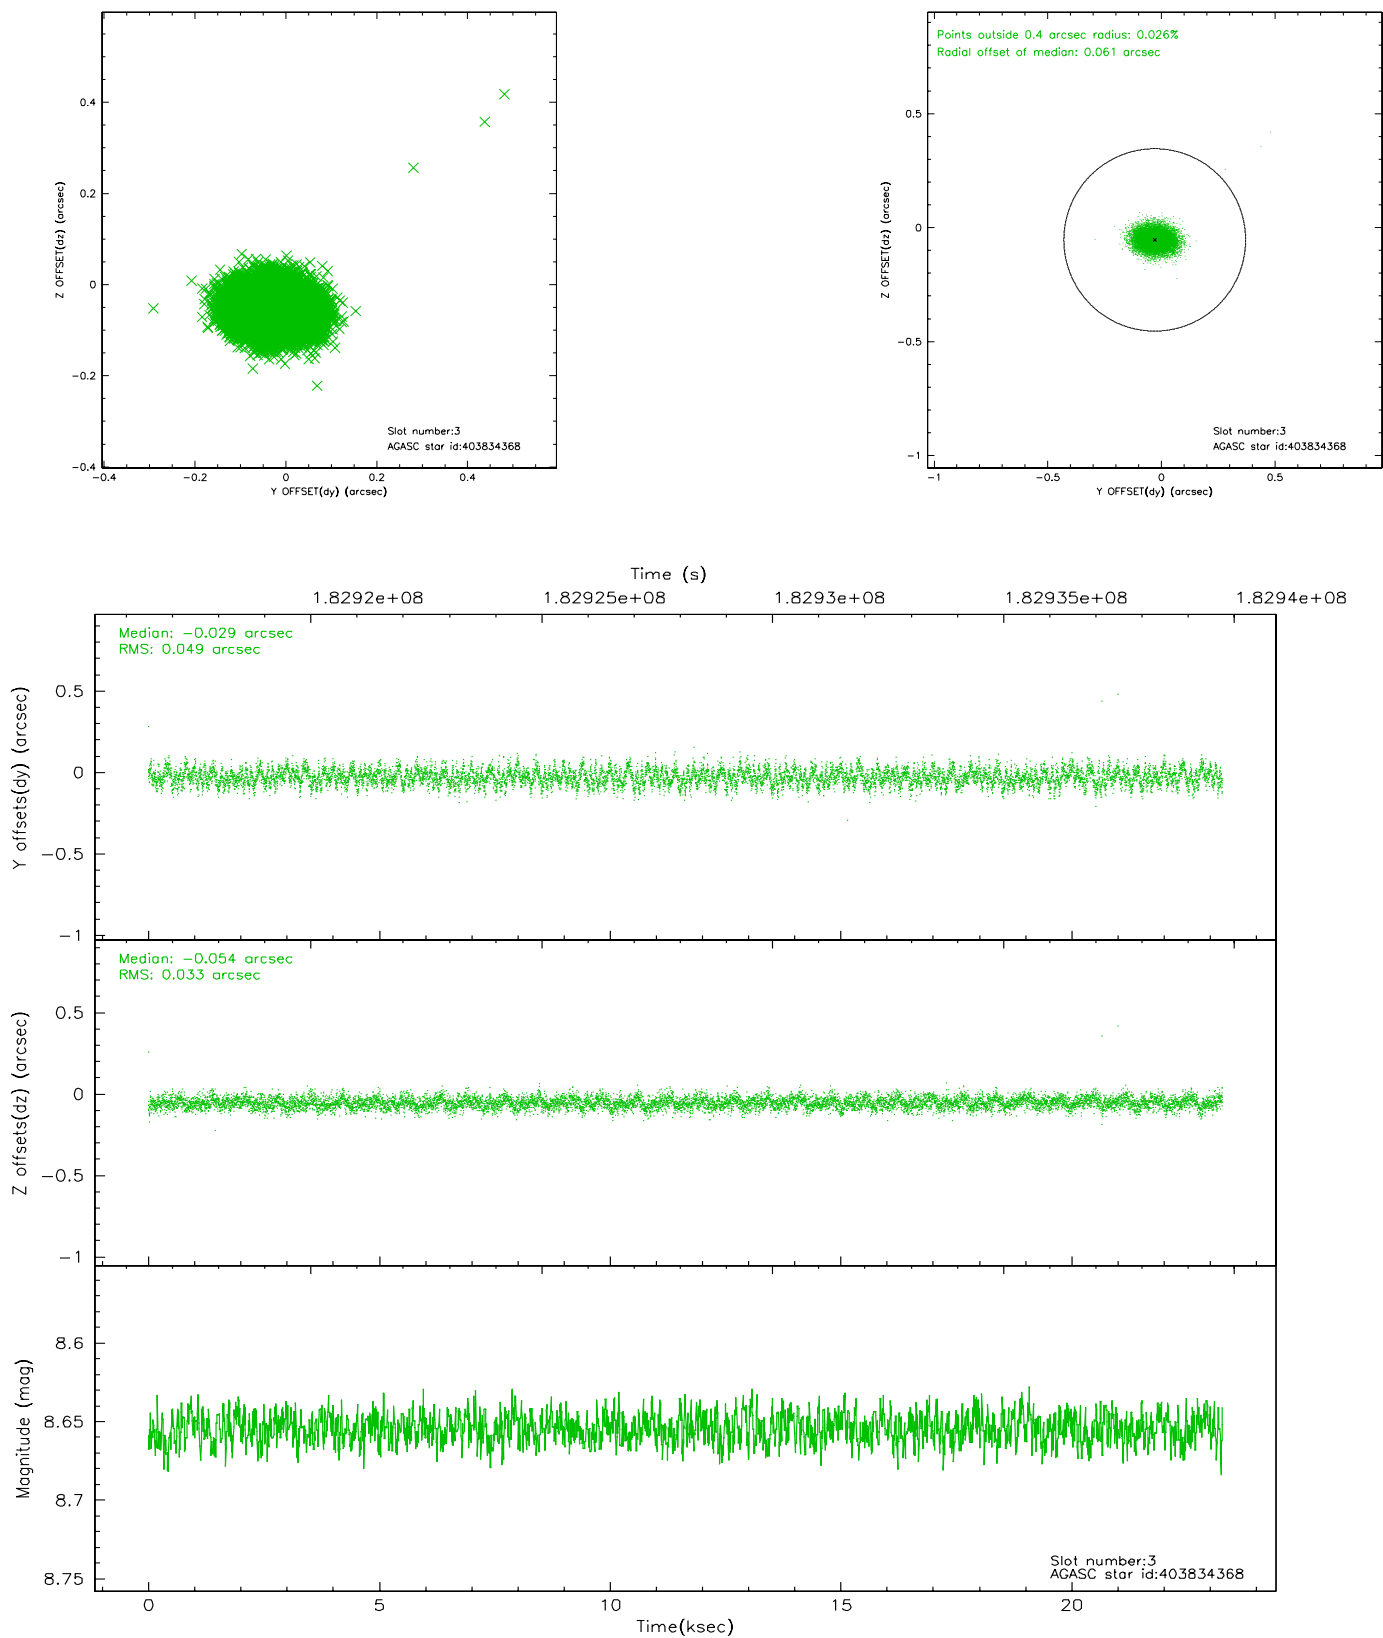 0.4
0.2
0
−0.2
−0.4
−0.4
−0.2
0
0.2
0.4
Z OFFSET(dz) (arcsec)
Y OFFSET(dy) (arcsec)
Slot number:3
AGASC star id:403834368
Points outside 0.4 arcsec radius: 0.026%
Radial offset of median: 0.061 arcsec
0.5
0
−0.5
−1
−1
−0.5
0
0.5
Z OFFSET(dz) (arcsec)
Y OFFSET(dy) (arcsec)
Slot number:3
AGASC star id:403834368
Time (s)
1.8292e+08
1.82925e+08
1.8293e+08
1.82935e+08
1.8294e+08
Median: −0.029 arcsec
RMS: 0.049 arcsec
0.5
0
−0.5
−1
Y offsets(dy) (arcsec)
Median: −0.054 arcsec
RMS: 0.033 arcsec
0.5
0
−0.5
−1
Z offsets(dz) (arcsec)
8.6
8.65
8.7
8.75
Magnitude (mag)
Slot number:3
AGASC star id:403834368
0
5
10
15
20
Time(ksec)